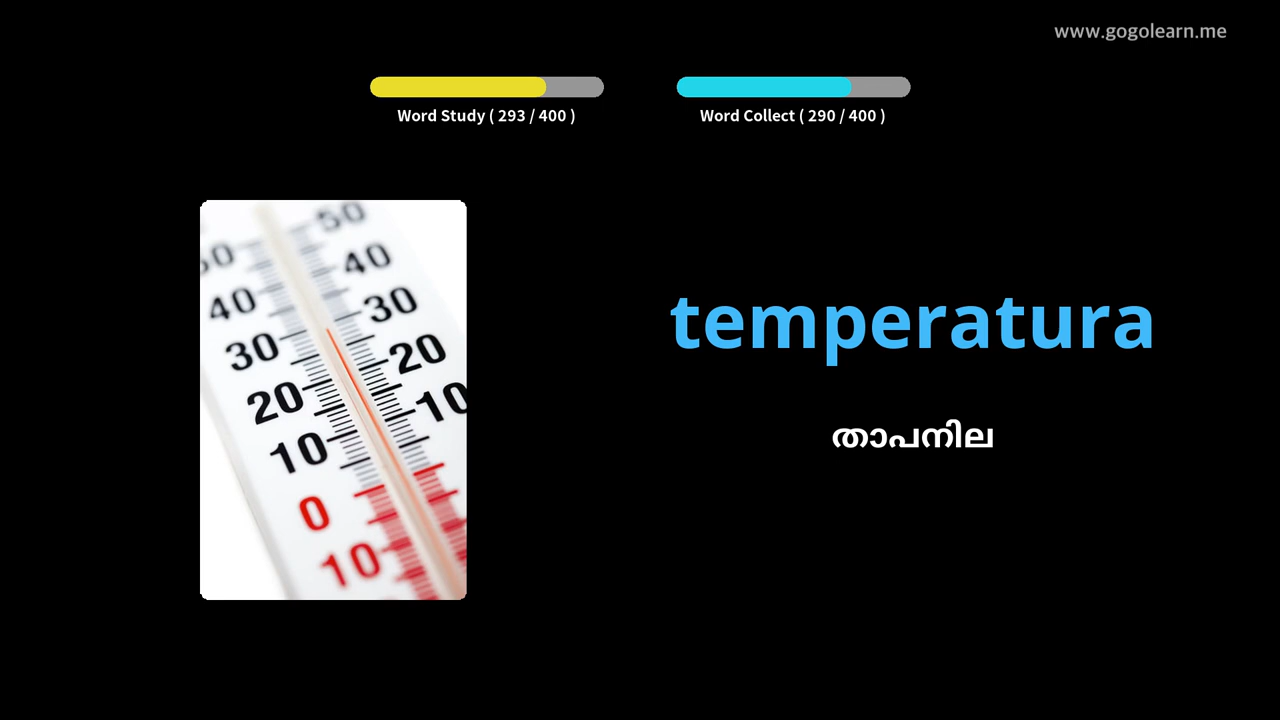 www.gogolearn.me
Word Study ( 293 / 400 )
Word Collect ( 290 / 400 )
50
50
40
40
30
30
20
20
10
10
0
10
temperatura
താപനില